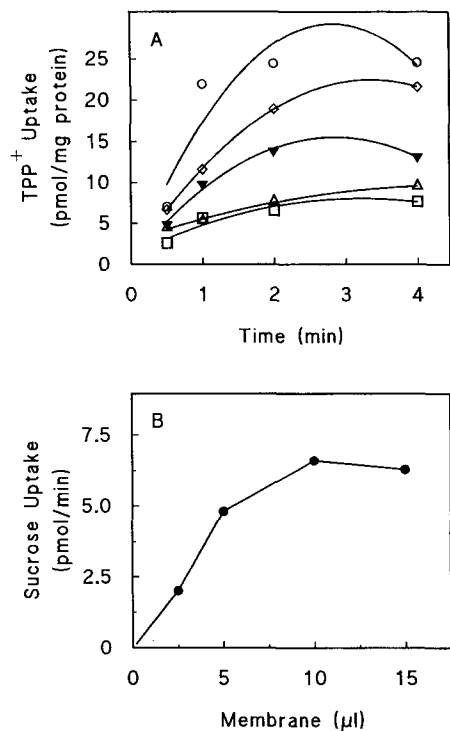 A
TPP+ Uptake
(pmol/mg protein)
25
20
15
10
5
0
0 1 2 3 4
Time (min)
B
Sucrose Uptake
(pmol/min)
7.5
5.0
2.5
0
0 5 10 15
Membrane (µl)